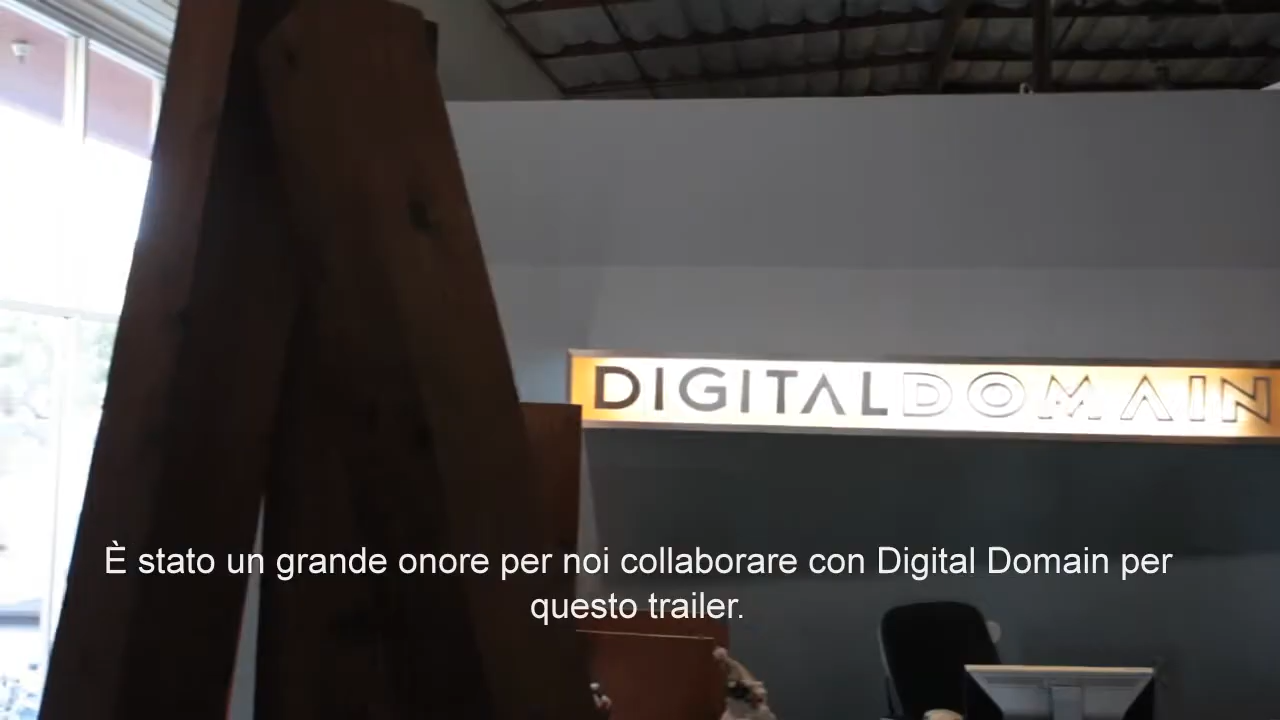 DIGITALDOMAIN
È stato un grande onore per noi collaborare con Digital Domain per
questo trailer.